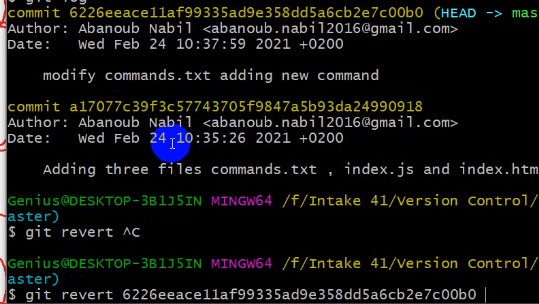 commit 6226eeace11af99335ad9e358dd5a6cb2e7c00b0 (HEAD -> mas
Author: Abanoub Nabil <abanoub.nabil2016@gmail.com>
Date: Wed Feb 24 10:37:59 2021 +0200
modify commands.txt adding new command
commit a17077c39f3c57743705f9847a5b93da24990918
Author: Abanoub Nabil <abanoub.nabil2016@gmail.com>
Date: Wed Feb 24 10:35:26 2021 +0200
Adding three files commands.txt , index.js and index.htm
Genius@DESKTOP-3B1J5IN MINGW64 /f/Intake 41/Version Control/
aster)
$ git revert ^C
Genius@DESKTOP-3B1J5IN MINGW64 /f/Intake 41/Version Control/
aster)
$ git revert 6226eeace11af99335ad9e358dd5a6cb2e7c00b0